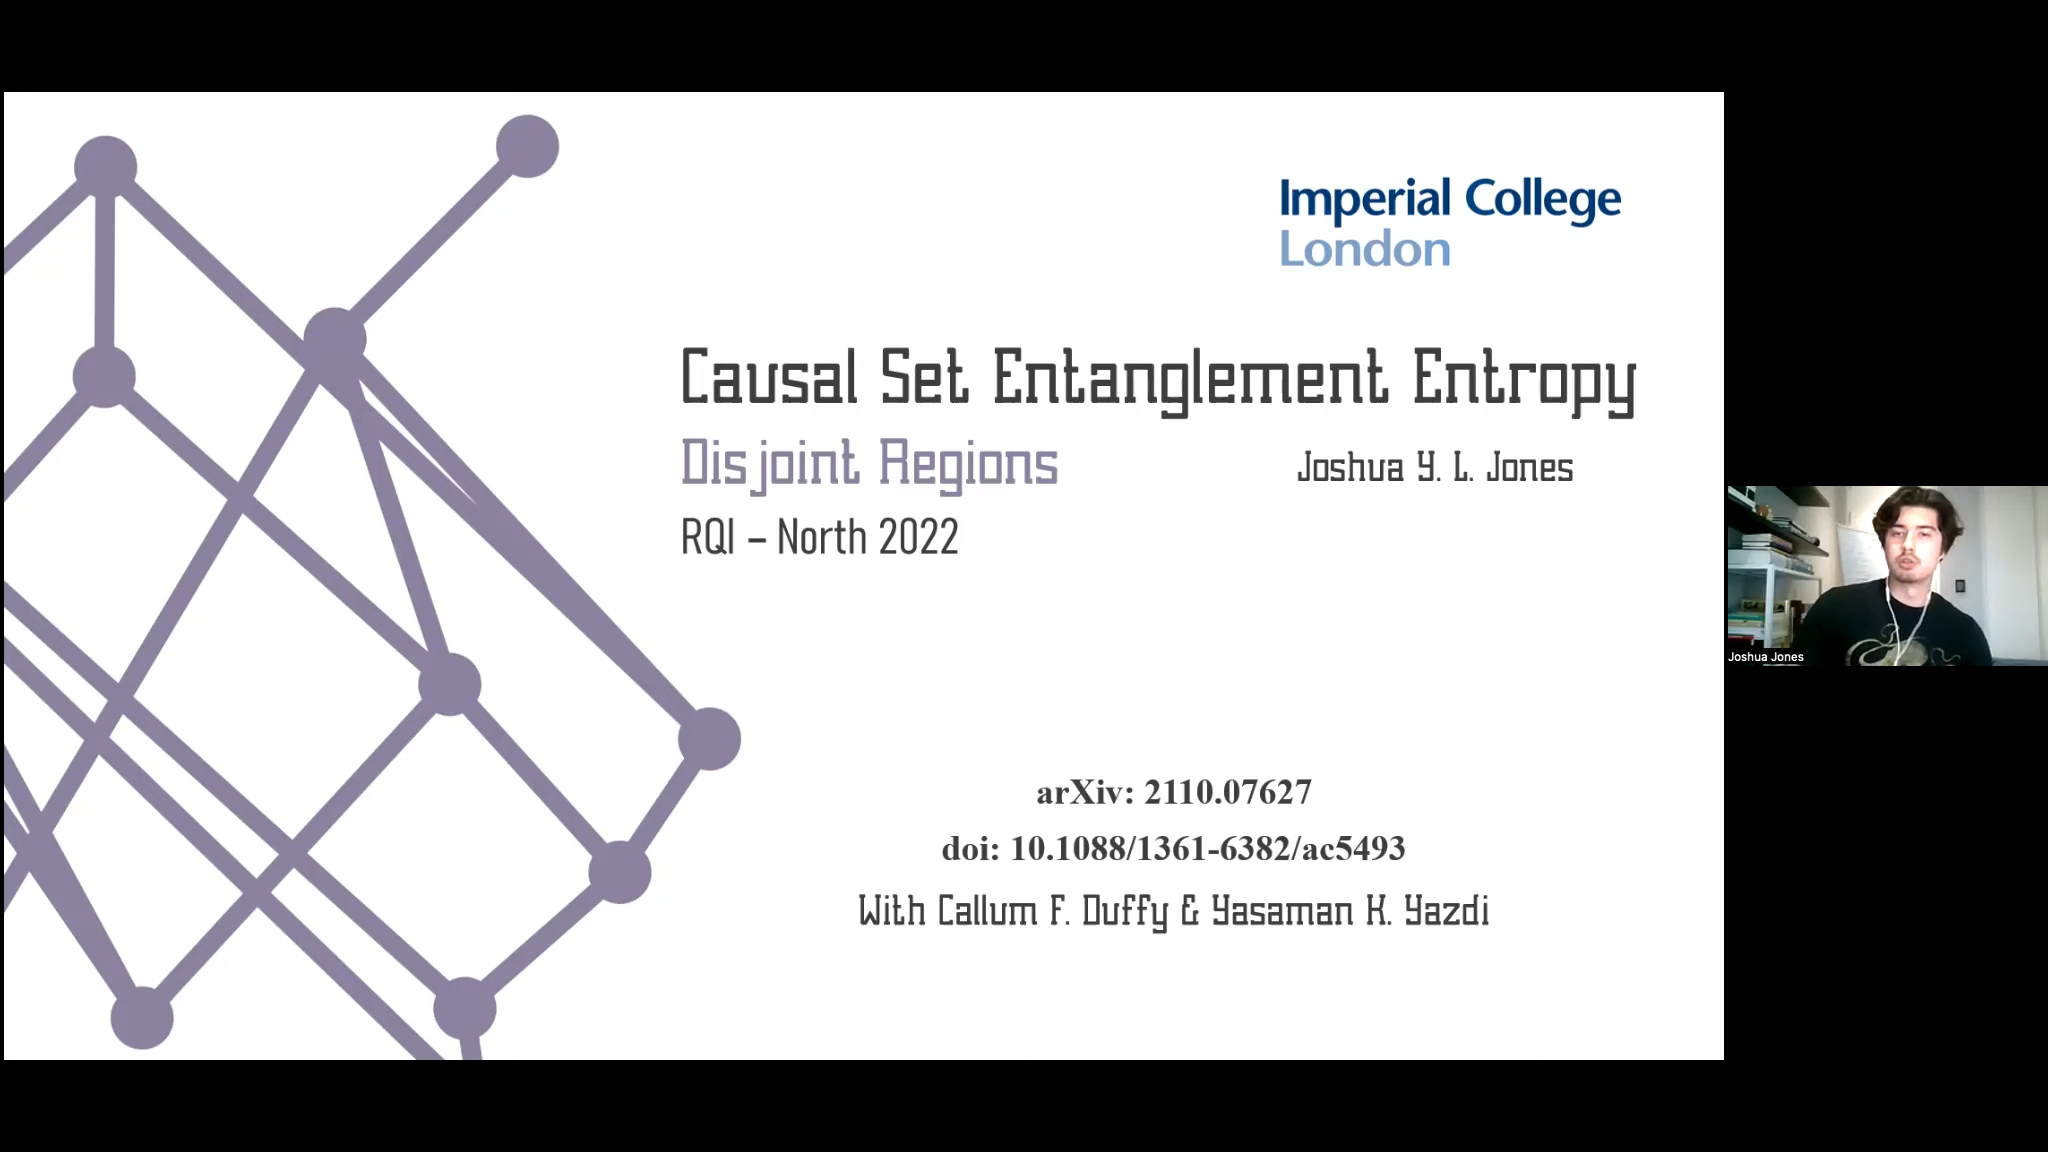 Imperial College
London
Causal Set Entanglement Entropy
Disjoint Regions
Joshua Y. L. Jones
RQI – North 2022
arXiv: 2110.07627
doi: 10.1088/1361-6382/ac5493
With Callum F. Duffy & Yasaman K. Yazdi
Joshua Jones